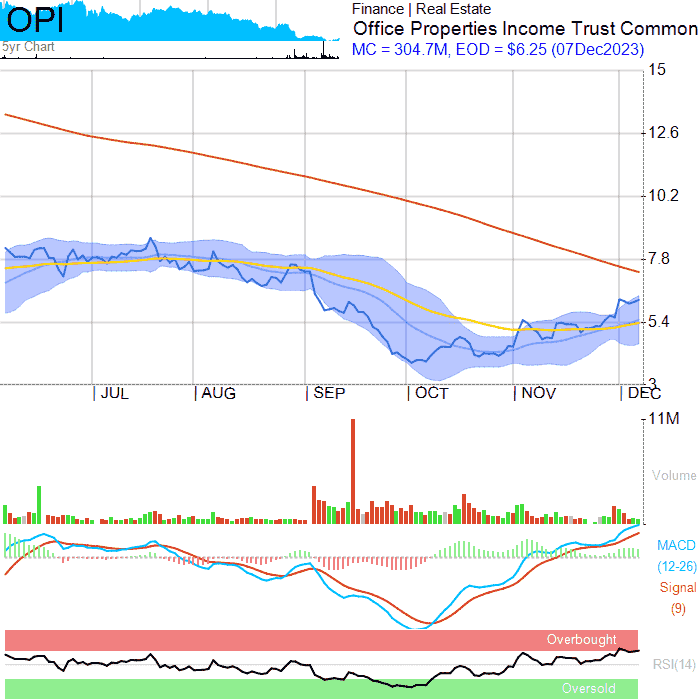 OPI
5yr Chart
Finance | Real Estate
Office Properties Income Trust Common
MC = 304.7M, EOD = $6.25 (07Dec2023)
15
12.6
10.2
7.8
5.4
3
JUL
AUG
SEP
OCT
NOV
DEC
11M
Volume
MACD
(12-26)
Signal
(9)
Overbought
RSI(14)
Oversold